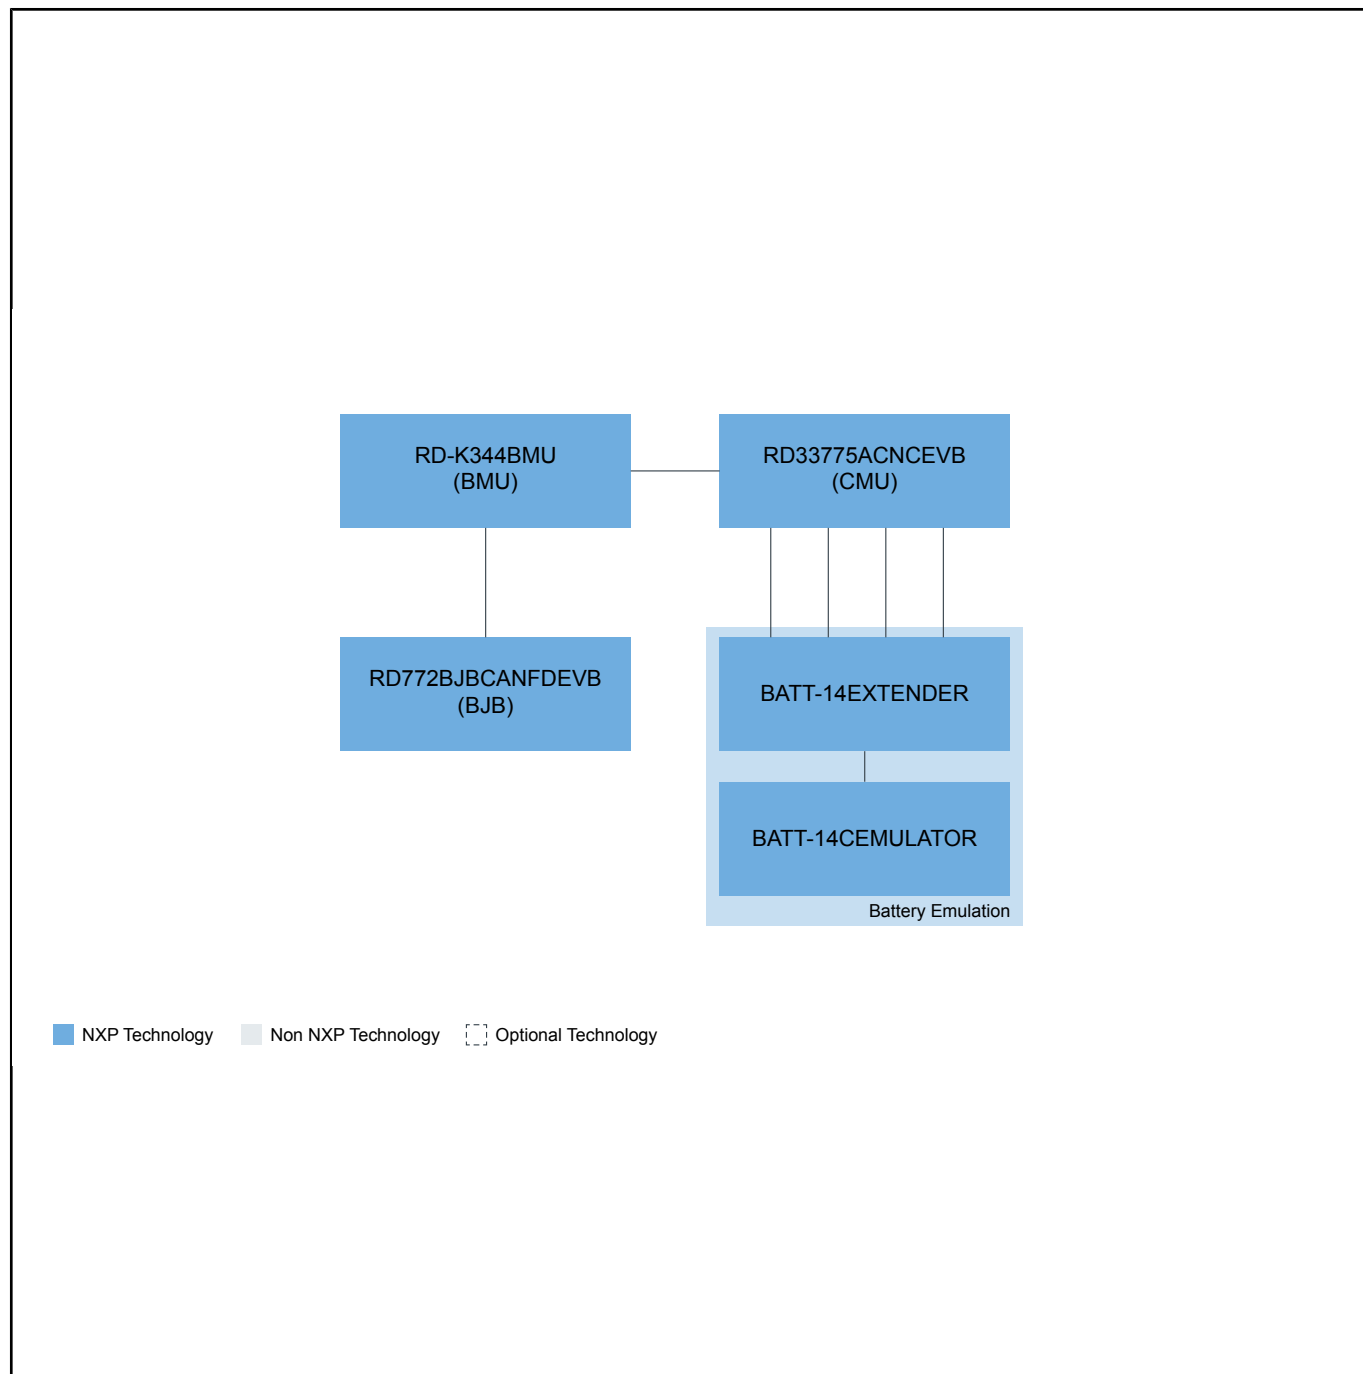 RD-K344BMU
(BMU)
RD33775ACNCEVB
(CMU)
RD772BJBCANFDEVB
(BJB)
BATT-14EXTENDER
BATT-14CEMULATOR
Battery Emulation
NXP Technology
Non NXP Technology
Optional Technology